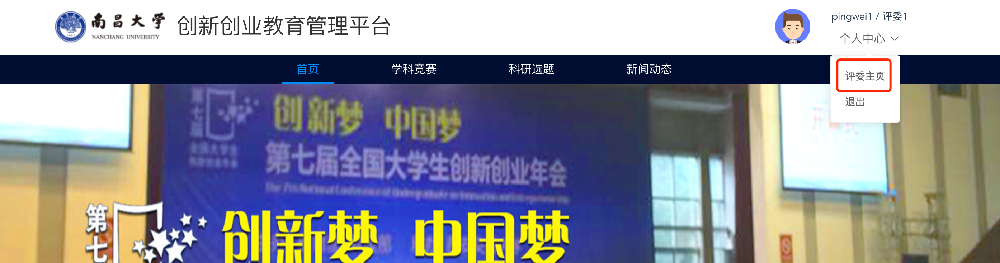 南昌大学
NANCHANG UNIVERSITY
创新创业教育管理平台
pingwei1 / 评委1
个人中心
首页
学科竞赛
科研选题
新闻动态
评委主页
退出
第七届
创新梦 中国梦
第七届全国大学生创新创业年会
第七
创新梦 中国梦